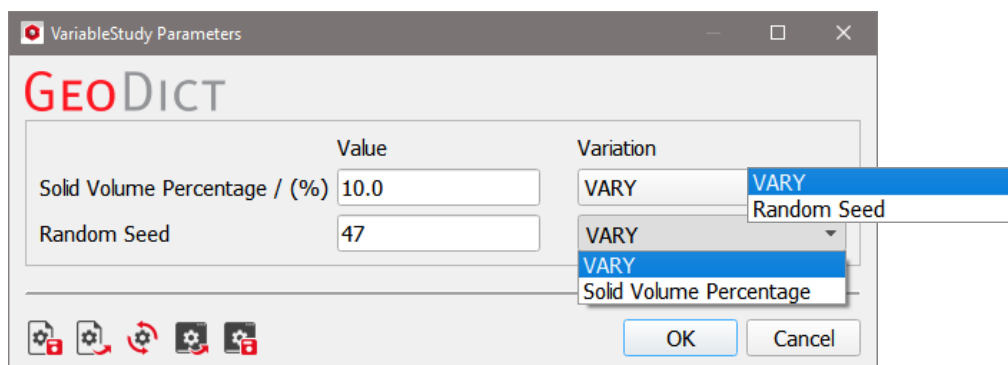 VariableStudy Parameters
GEODICT
Value Variation
Solid Volume Percentage / (%) 10.0 VARY VARY
Random Seed
Random Seed 47 VARY
VARY
Solid Volume Percentage
OK Cancel